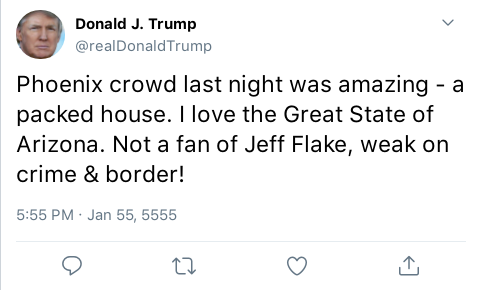 Donald J. Trump
@realDonaldTrump
Phoenix crowd last night was amazing - a
packed house. I love the Great State of
Arizona. Not a fan of Jeff Flake, weak on
crime & border!
5:55 PM · Jan 55, 5555